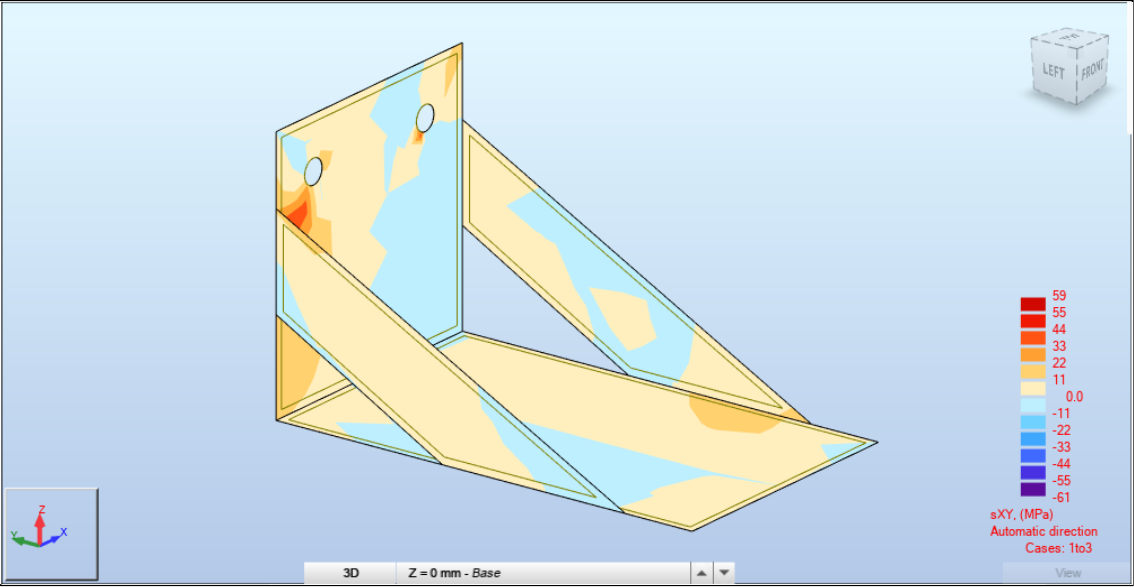 LEFT
FRONT
59
55
44
33
22
11
0.0
-11
-22
-33
-44
-55
-61
sXY, (MPa)
Automatic direction
Cases: 1to3
Z
Y
X
3D
Z = 0 mm - Base
View